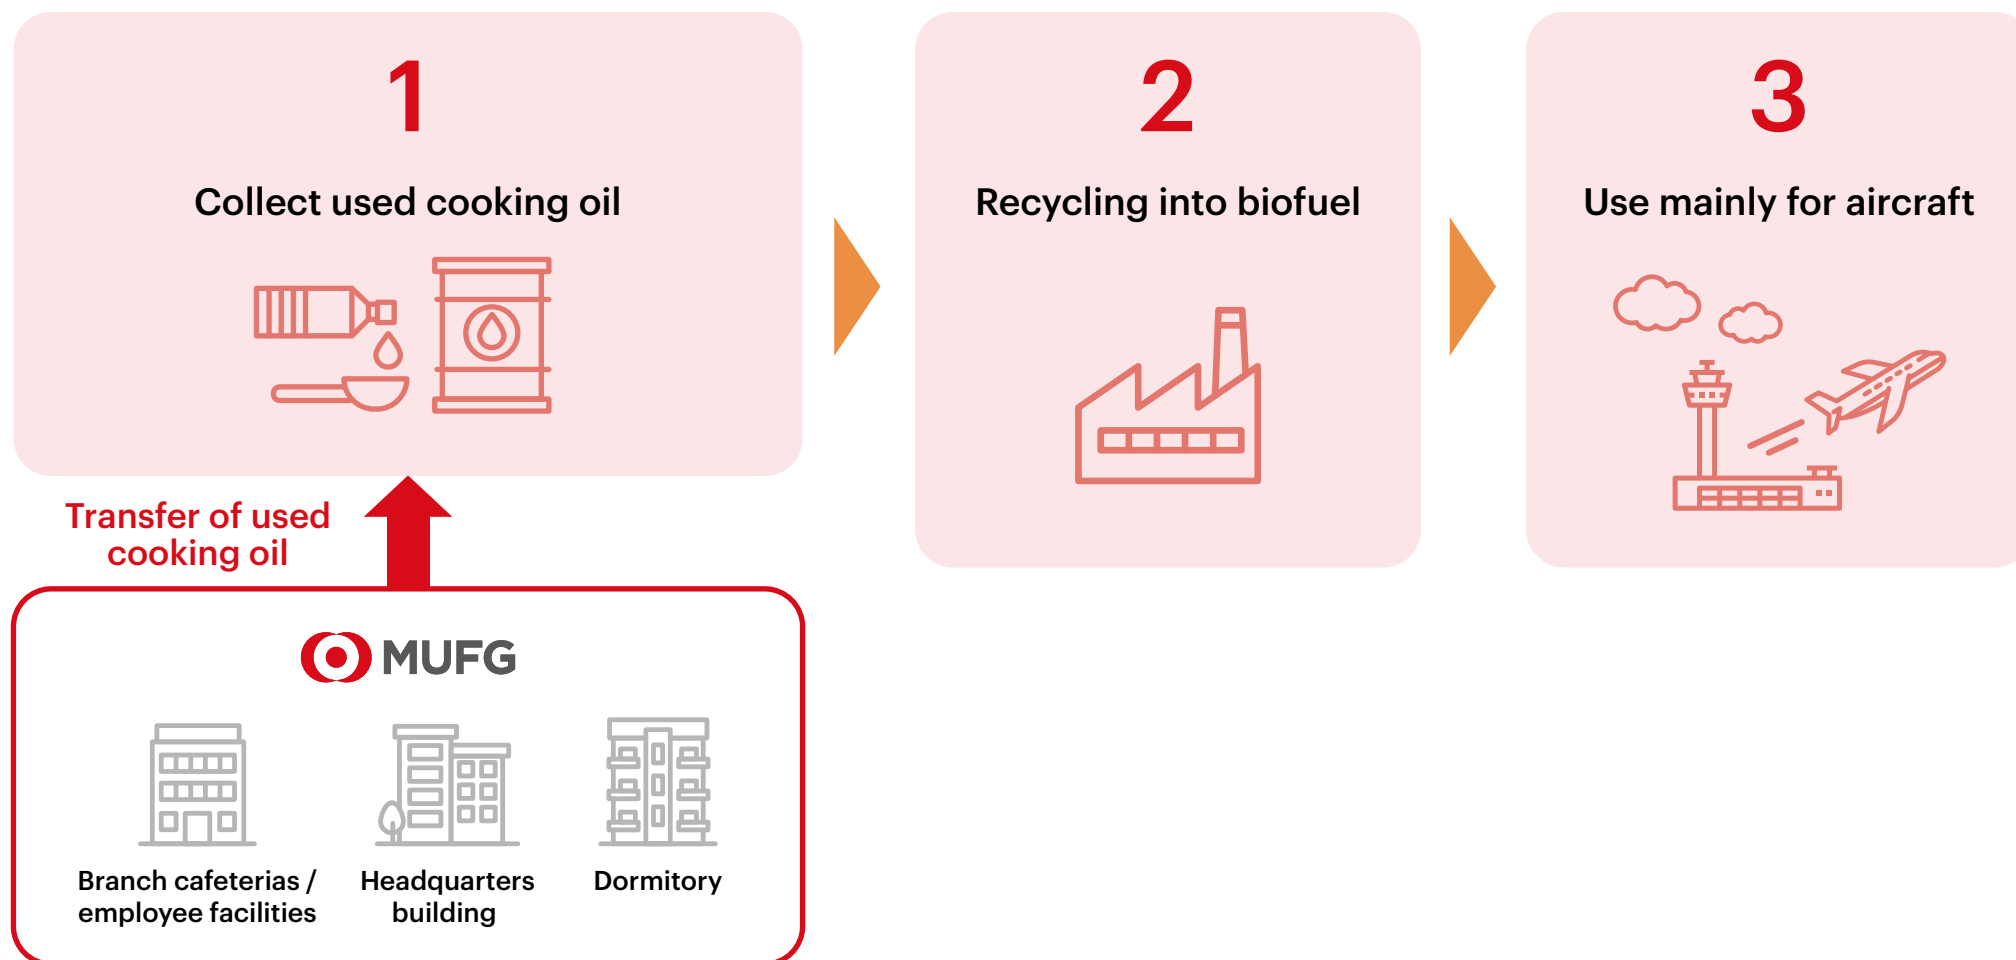 1
Collect used cooking oil
2
Recycling into biofuel
3
Use mainly for aircraft
Transfer of used
cooking oil
MUFG
Branch cafeterias /
employee facilities
Headquarters
building
Dormitory